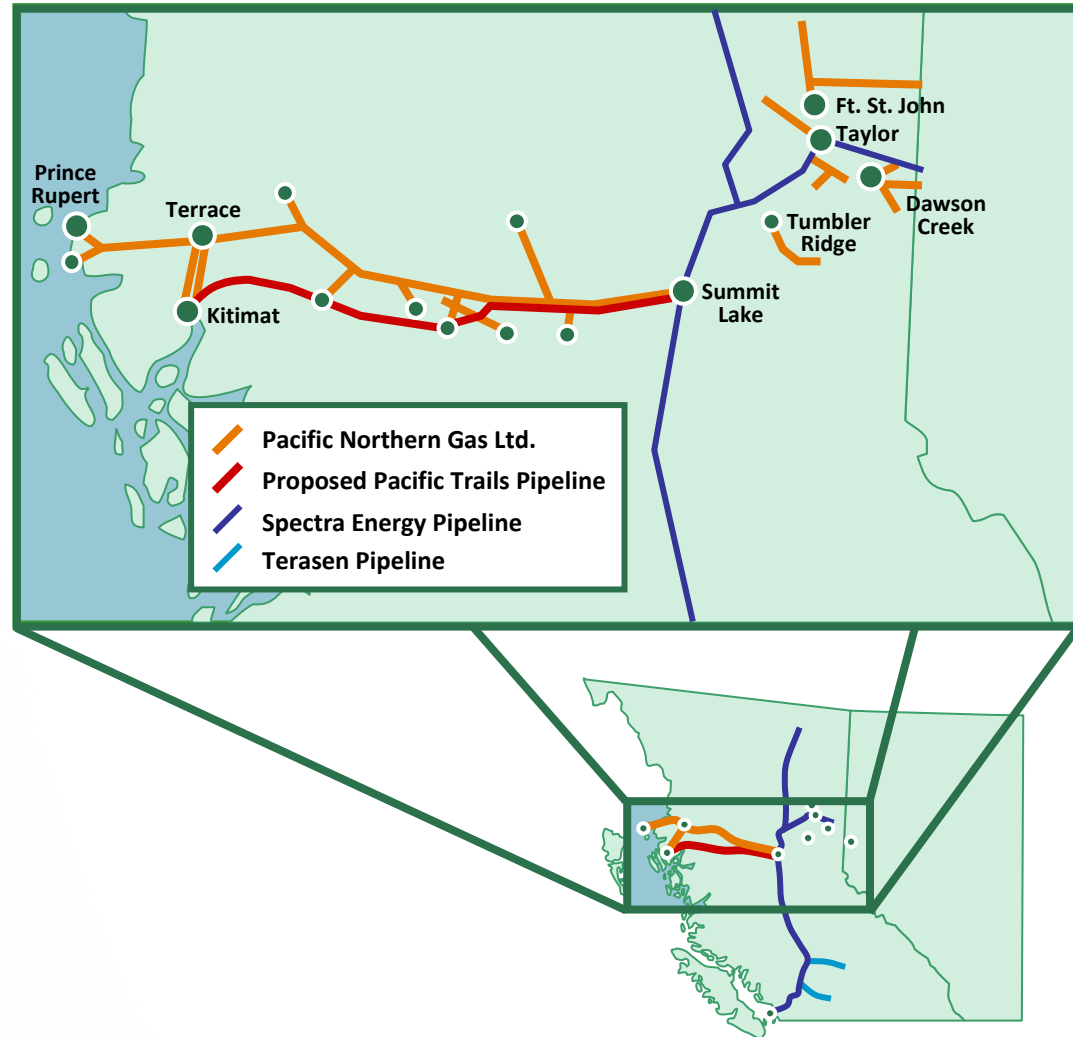 Ft. St. John
Taylor
Prince
Rupert
Terrace
Dawson
Creek
Tumbler
Ridge
Kitimat
Summit
Lake
Pacific Northern Gas Ltd.
Proposed Pacific Trails Pipeline
Spectra Energy Pipeline
Terasen Pipeline